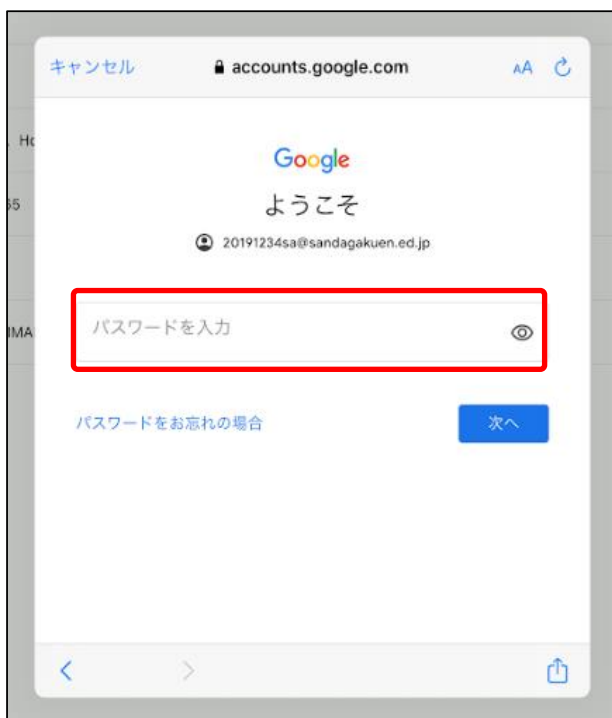 キャンセル accounts.google.com AA
Google
ようこそ
20191234sa@sandagakuen.ed.jp
パスワードを入力
パスワードをお忘れの場合 次へ